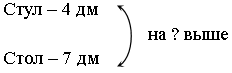 Стул – 4 дм
на ? выше
Стол – 7 дм